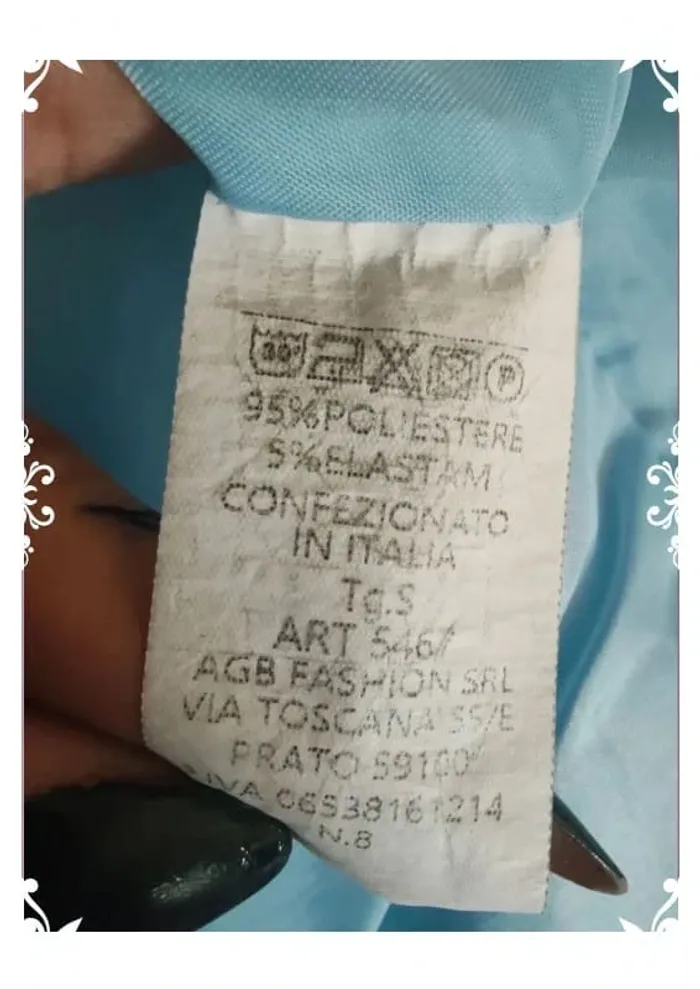 P
95%POLIESTERE
5%ELASTAM
CONFEZIONATO
IN ITALIA
Tg.S
ART 5467
AGB FASHION SRL
VIA TOSCANA 55/E
PRATO 59100
IVA 06538161214
N.8